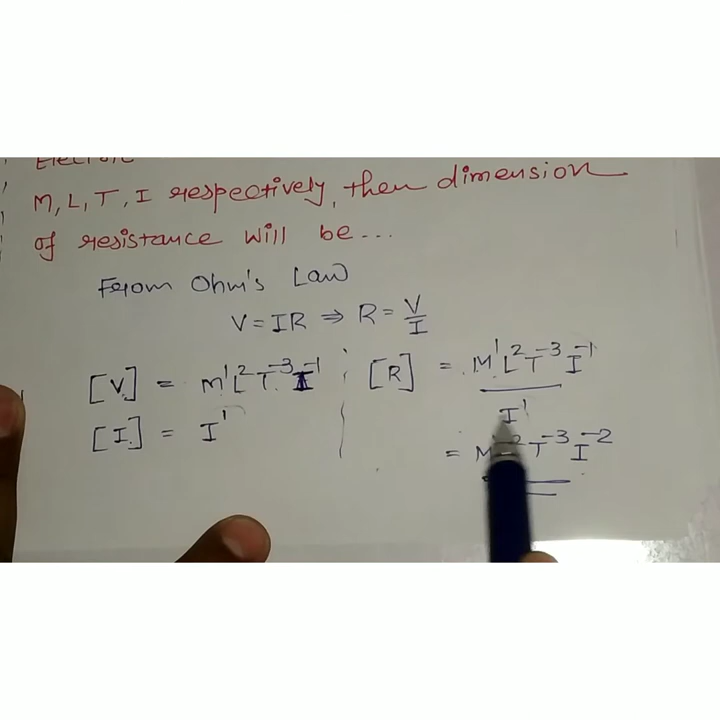 M, L, T, I respectively, then dimension
of resistance will be...
From Ohm's Law
V = IR ⇒ R = V/I
[V] = M¹L²T⁻³I⁻¹
[I] = I¹
[R] = M¹L²T⁻³I⁻¹
I¹
= M L² T⁻³ I⁻²